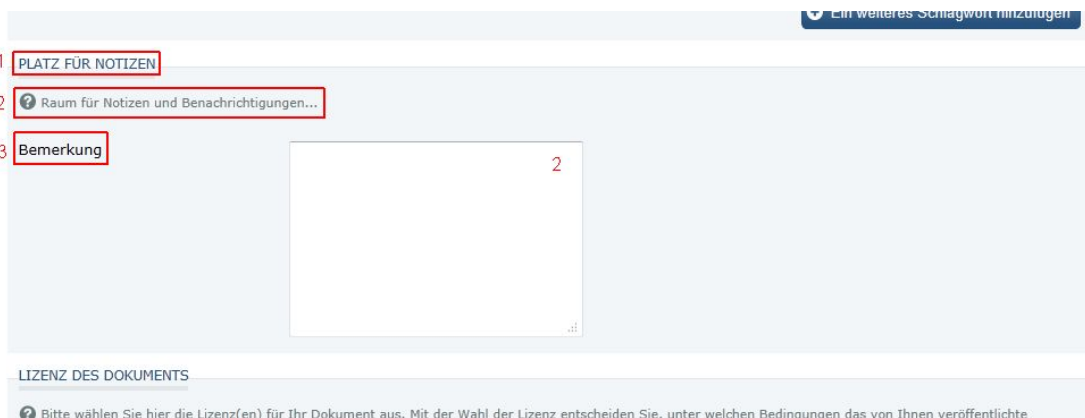 Ein weiteres Schlagwort hinzufügen
1 PLATZ FÜR NOTIZEN
2 Raum für Notizen und Benachrichtigungen...
3 Bemerkung
2
LIZENZ DES DOKUMENTS
Bitte wählen Sie hier die Lizenz(en) für Ihr Dokument aus. Mit der Wahl der Lizenz entscheiden Sie, unter welchen Bedingungen das von Ihnen veröffentlichte